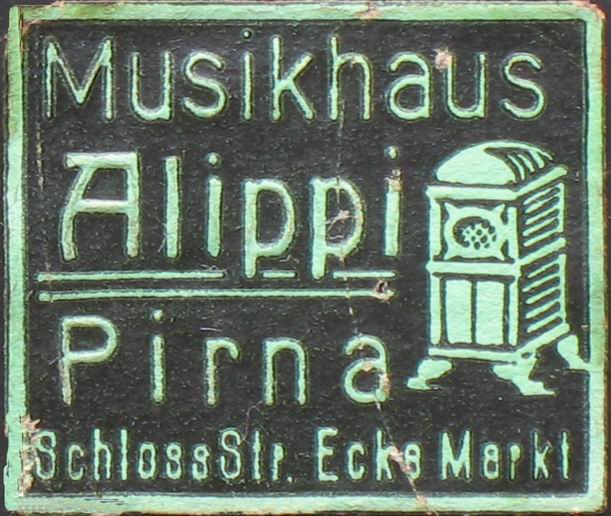 Musikhaus
Alippi
Pirna
SchlossStr. Ecke Markt